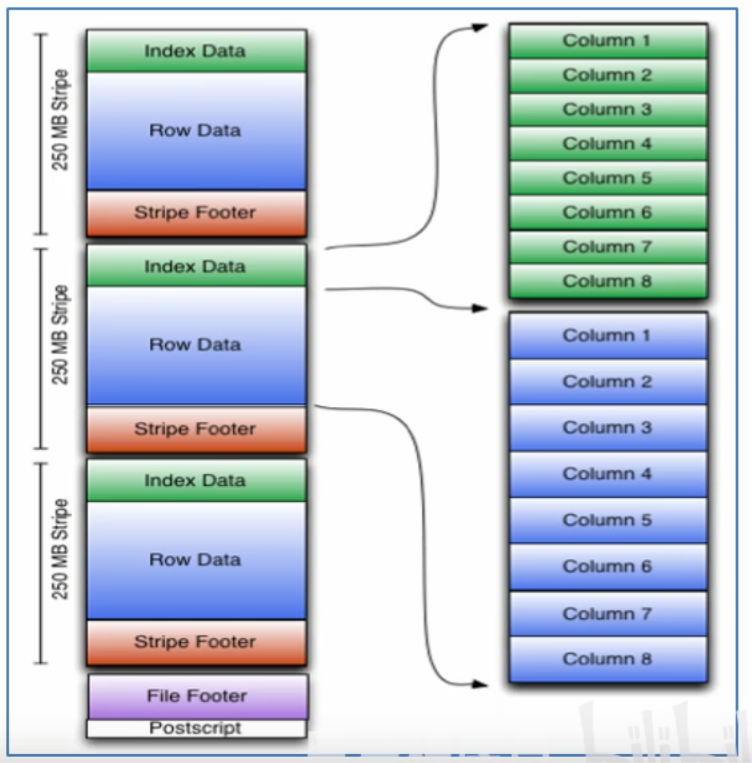 250 MB Stripe
Index Data
Row Data
Stripe Footer
250 MB Stripe
Index Data
Row Data
Stripe Footer
250 MB Stripe
Index Data
Row Data
Stripe Footer
File Footer
Postscript
Column 1
Column 2
Column 3
Column 4
Column 5
Column 6
Column 7
Column 8
Column 1
Column 2
Column 3
Column 4
Column 5
Column 6
Column 7
Column 8